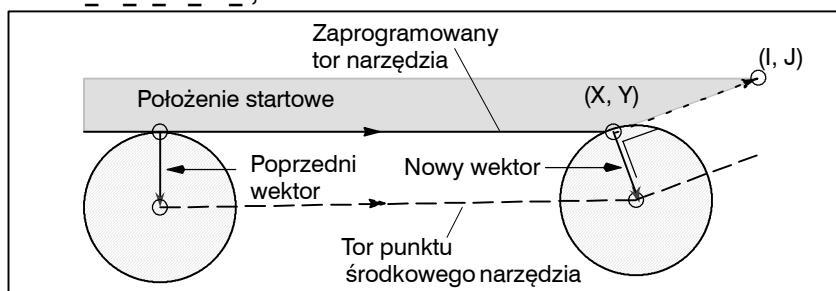 Zaprogramowany
tor narzędzia
(I, J)
Położenie startowe
(X, Y)
Poprzedni
wektor
Nowy wektor
Tor punktu
środkowego narzędzia